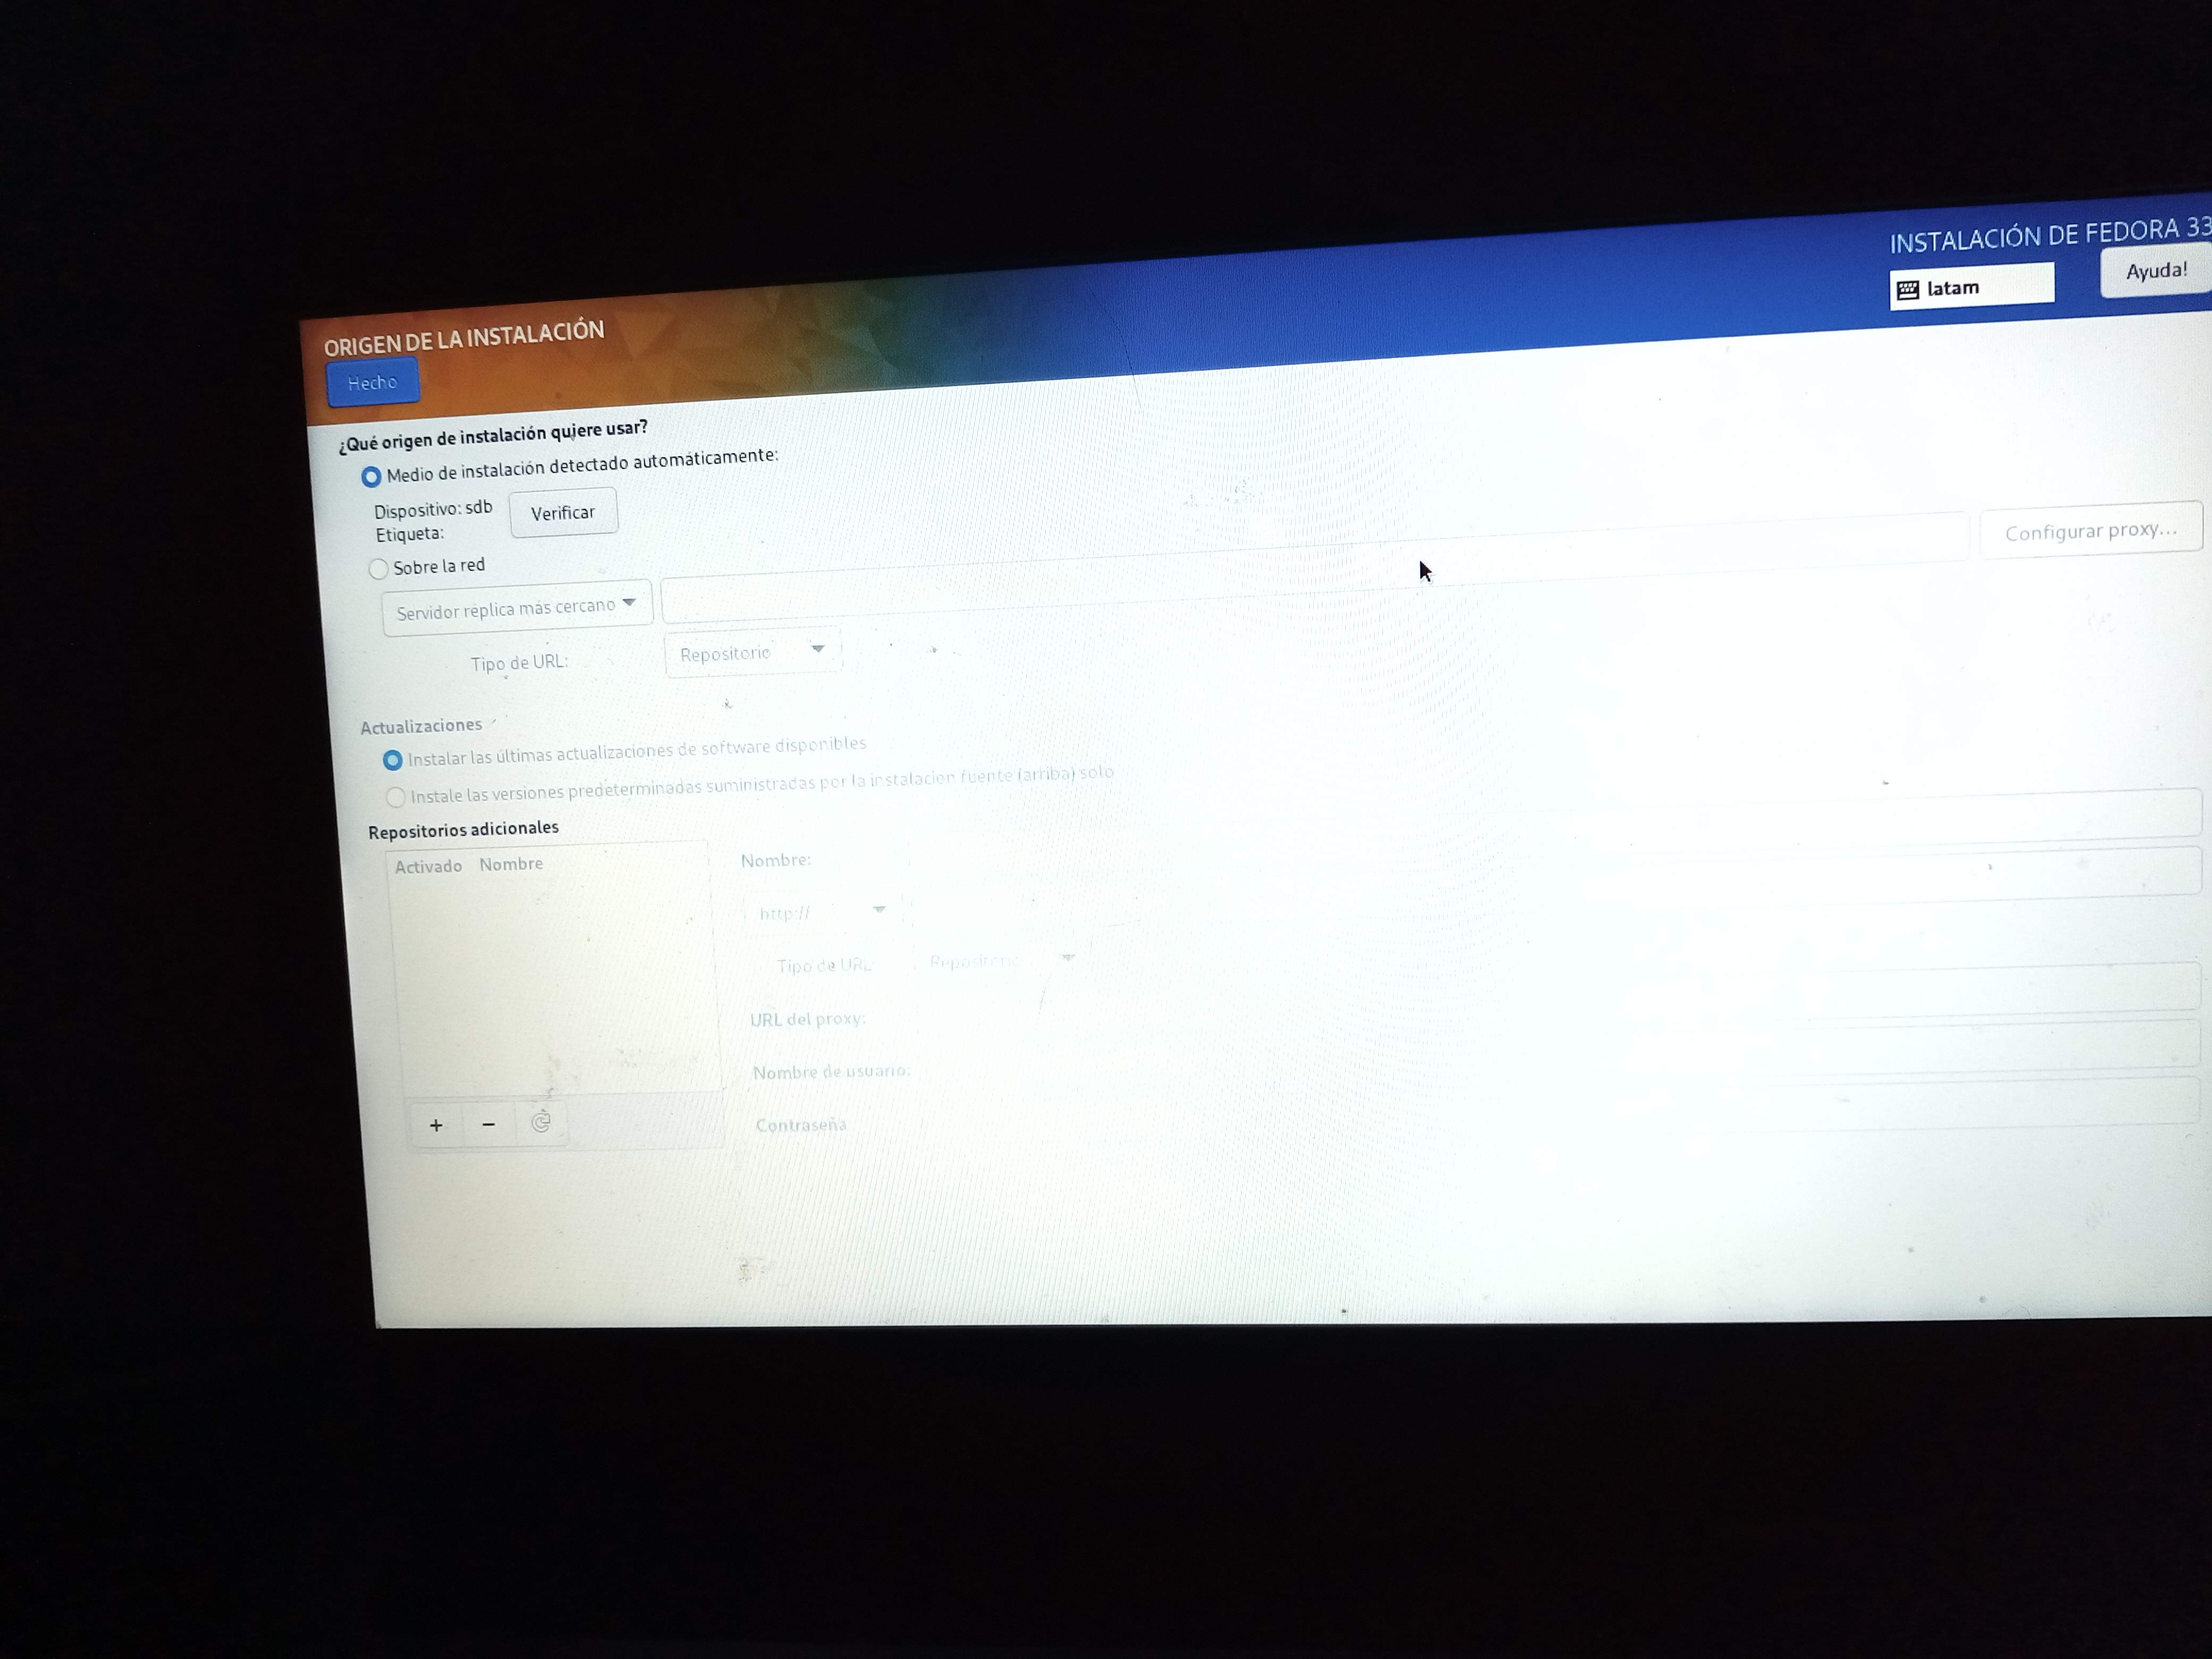 INSTALACIÓN DE FEDORA 33
ORIGEN DE LA INSTALACIÓN
latam
Ayuda!
Hecho
¿Qué origen de instalación quiere usar?
Medio de instalación detectado automáticamente:
Dispositivo: sdb
Etiqueta:
Verificar
Sobre la red
Servidor réplica más cercano
Configurar proxy...
Tipo de URL:
Repositorio
Actualizaciones
Instalar las últimas actualizaciones de software disponibles
Instale las versiones predeterminadas suministradas por la instalacion fuente (arriba) solo
Repositorios adicionales
Activado Nombre
Nombre:
http://
Tipo de URL
Repositorio
URL del proxy:
Nombre de usuario:
Contraseña
+ −